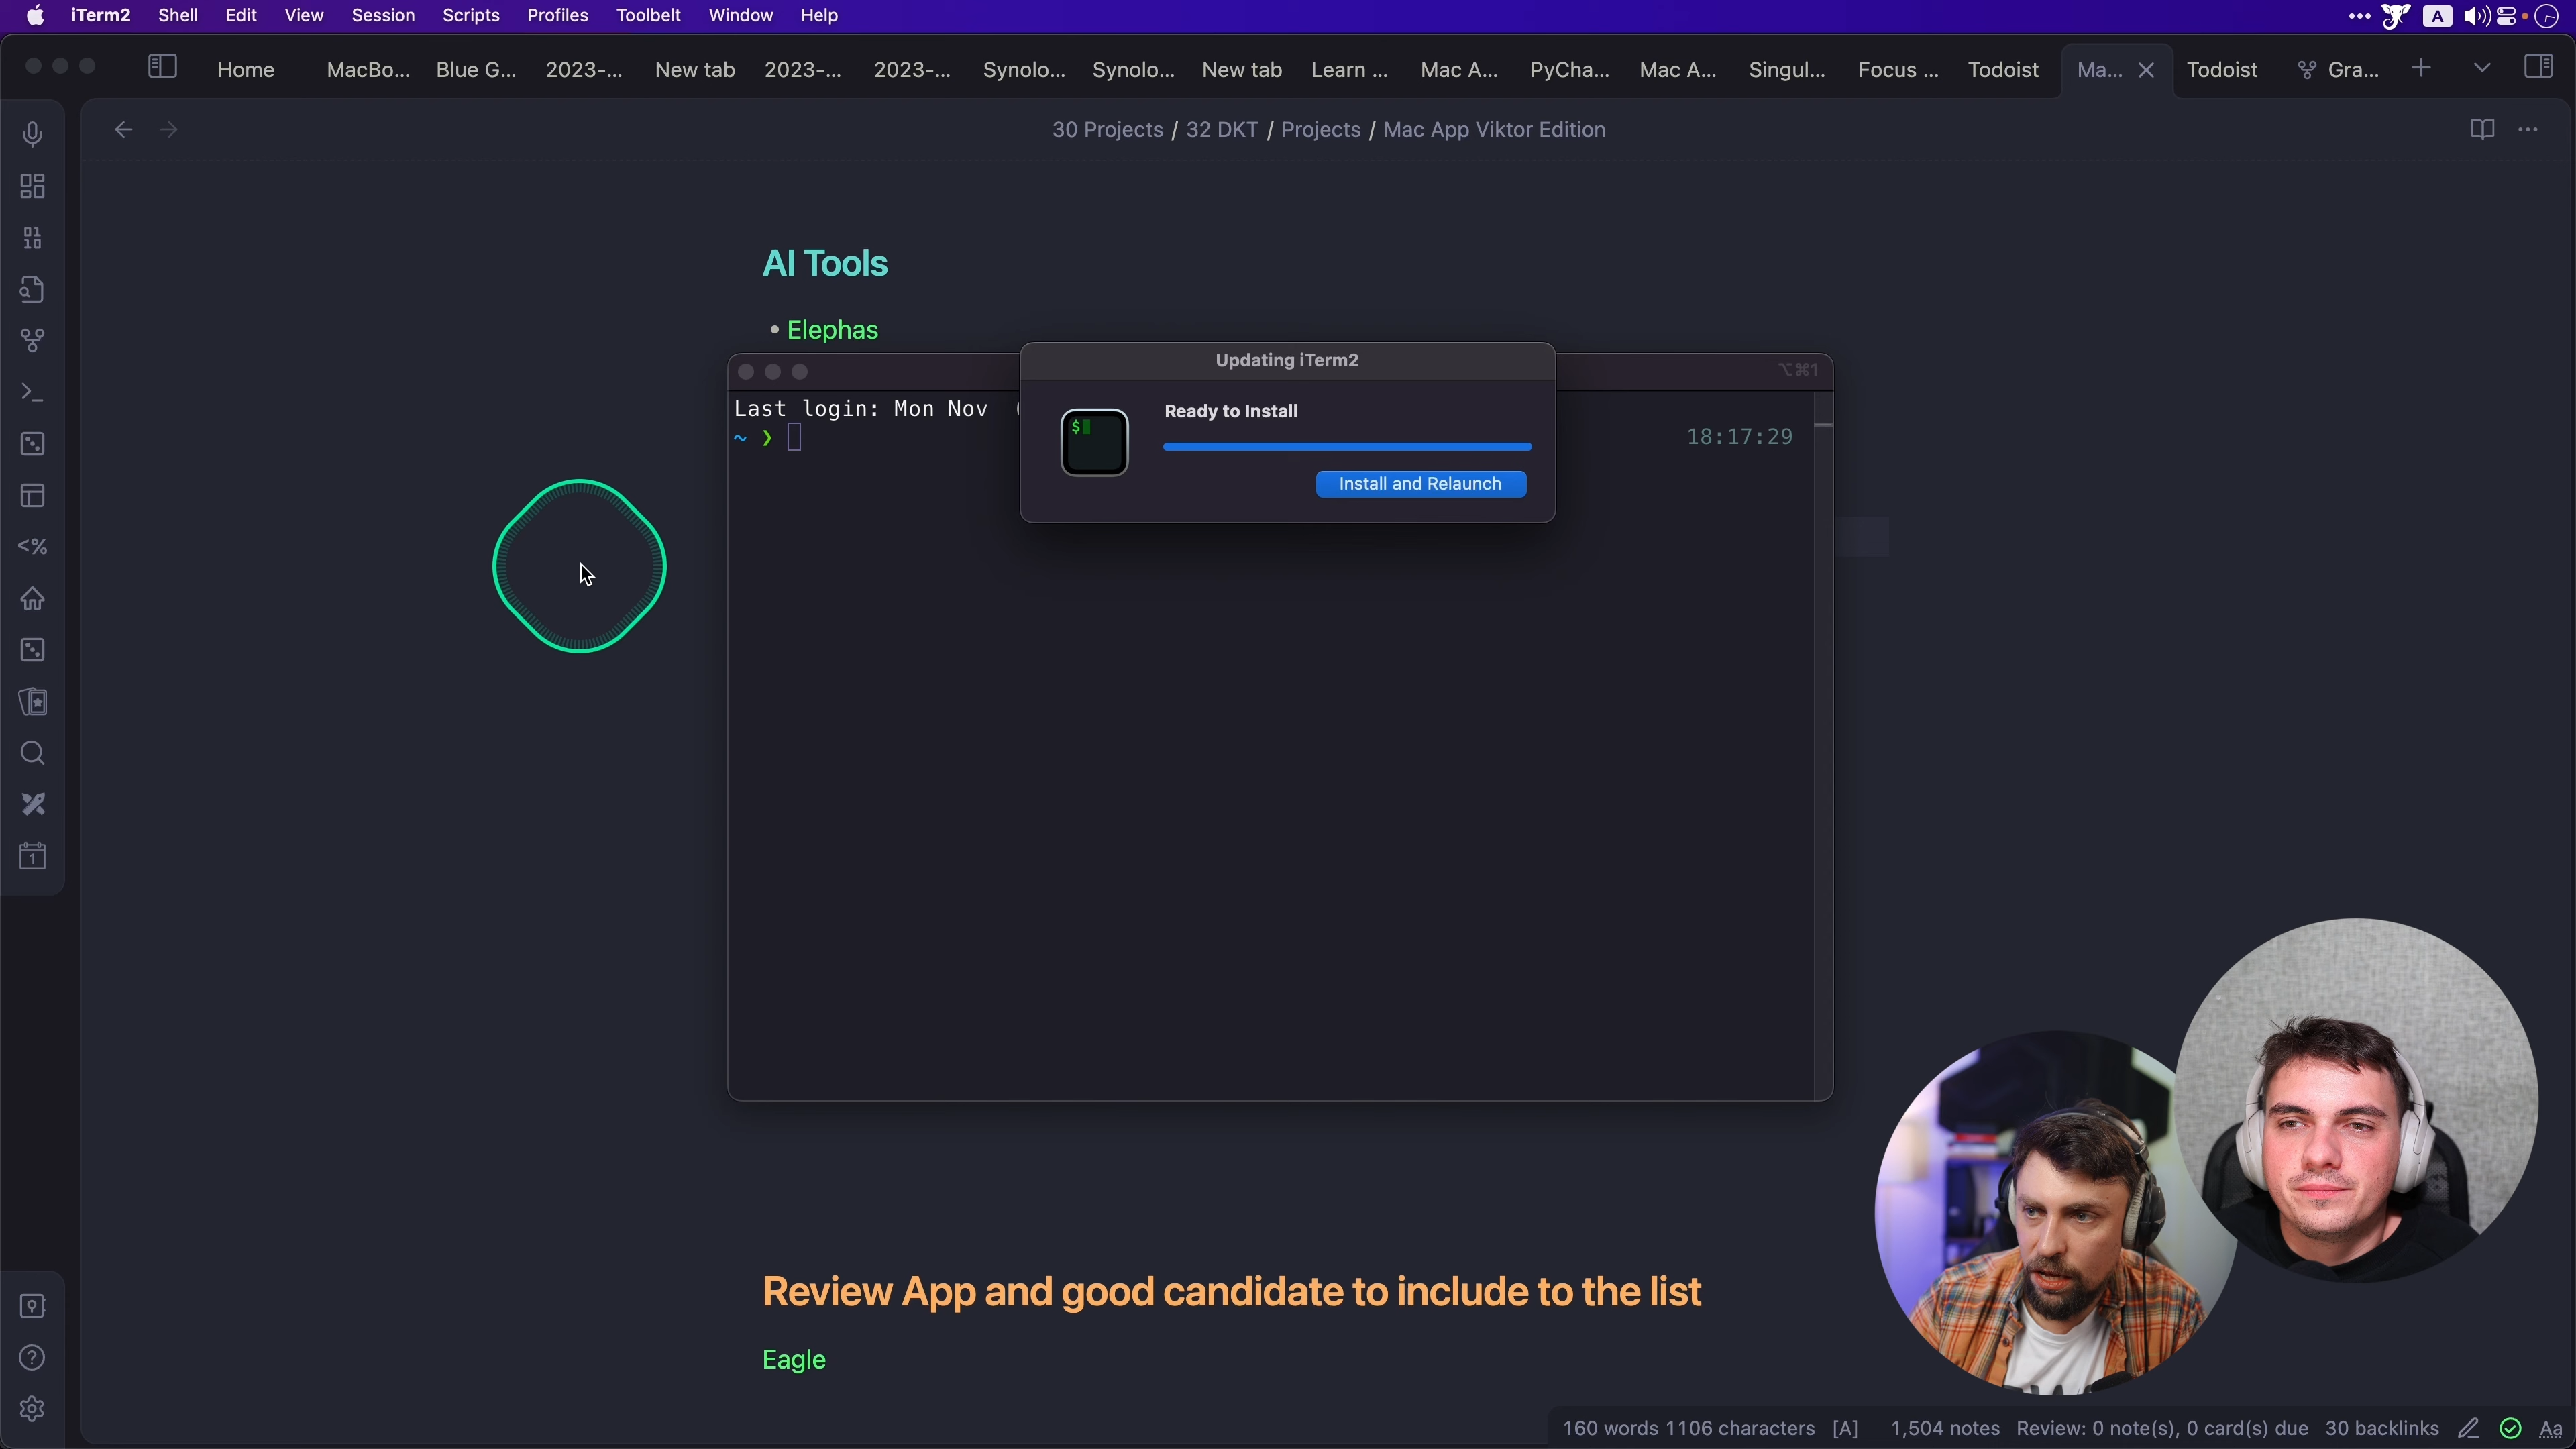 iTerm2 Shell Edit View Session Scripts Profiles Toolbelt Window Help
A
Home MacBo... Blue G... 2023-... New tab 2023-... 2023-... Synolo... Synolo... New tab Learn ... Mac A... PyCha... Mac A... Singul... Focus ... Todoist Ma... Todoist Gra...
30 Projects / 32 DKT / Projects / Mac App Viktor Edition
AI Tools
• Elephas
Updating iTerm2
⌥⌘1
Last login: Mon Nov
Ready to Install
$
~ ❯
18:17:29
Install and Relaunch
<%
1
Review App and good candidate to include to the list
Eagle
160 words 1106 characters [A] 1,504 notes Review: 0 note(s), 0 card(s) due 30 backlinks Aa